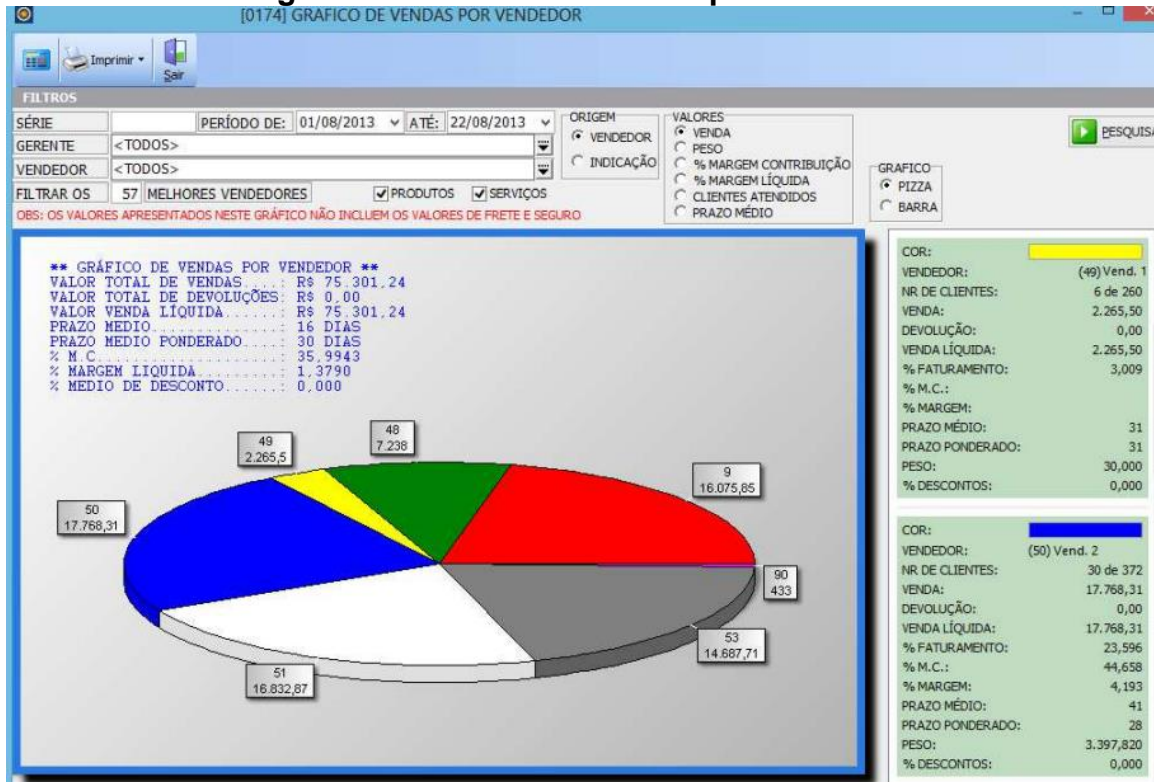 [0174] GRAFICO DE VENDAS POR VENDEDOR
Imprimir
Sair
FILTROS
SÉRIE PERÍODO DE: 01/08/2013 ATÉ: 22/08/2013
GERENTE <TODOS>
VENDEDOR <TODOS>
FILTRAR OS 57 MELHORES VENDEDORES PRODUTOS SERVIÇOS
OBS: OS VALORES APRESENTADOS NESTE GRÁFICO NÃO INCLUEM OS VALORES DE FRETE E SEGURO
ORIGEM
VENDEDOR
INDICAÇÃO
VALORES
VENDA
PESO
% MARGEM CONTRIBUIÇÃO
% MARGEM LÍQUIDA
CLIENTES ATENDIDOS
PRAZO MÉDIO
GRAFICO
PIZZA
BARRA
PESQUISA
** GRÁFICO DE VENDAS POR VENDEDOR **
VALOR TOTAL DE VENDAS....: R$ 75.301,24
VALOR TOTAL DE DEVOLUÇÕES: R$ 0,00
VALOR VENDA LÍQUIDA......: R$ 75.301,24
PRAZO MEDIO..............: 16 DIAS
PRAZO MEDIO PONDERADO....: 30 DIAS
% M.C....................: 35,9943
% MARGEM LIQUIDA.........: 1,3790
% MEDIO DE DESCONTO......: 0,000
48
7.238
49
2.265,5
9
16.075,85
50
17.768,31
90
433
53
14.687,71
51
16.832,87
COR:
VENDEDOR: (49) Vend. 1
NR DE CLIENTES: 6 de 260
VENDA: 2.265,50
DEVOLUÇÃO: 0,00
VENDA LÍQUIDA: 2.265,50
% FATURAMENTO: 3,009
% M.C.:
% MARGEM:
PRAZO MÉDIO: 31
PRAZO PONDERADO: 31
PESO: 30,000
% DESCONTOS: 0,000
COR:
VENDEDOR: (50) Vend. 2
NR DE CLIENTES: 30 de 372
VENDA: 17.768,31
DEVOLUÇÃO: 0,00
VENDA LÍQUIDA: 17.768,31
% FATURAMENTO: 23,596
% M.C.: 44,658
% MARGEM: 4,193
PRAZO MÉDIO: 41
PRAZO PONDERADO: 28
PESO: 3.397,820
% DESCONTOS: 0,000